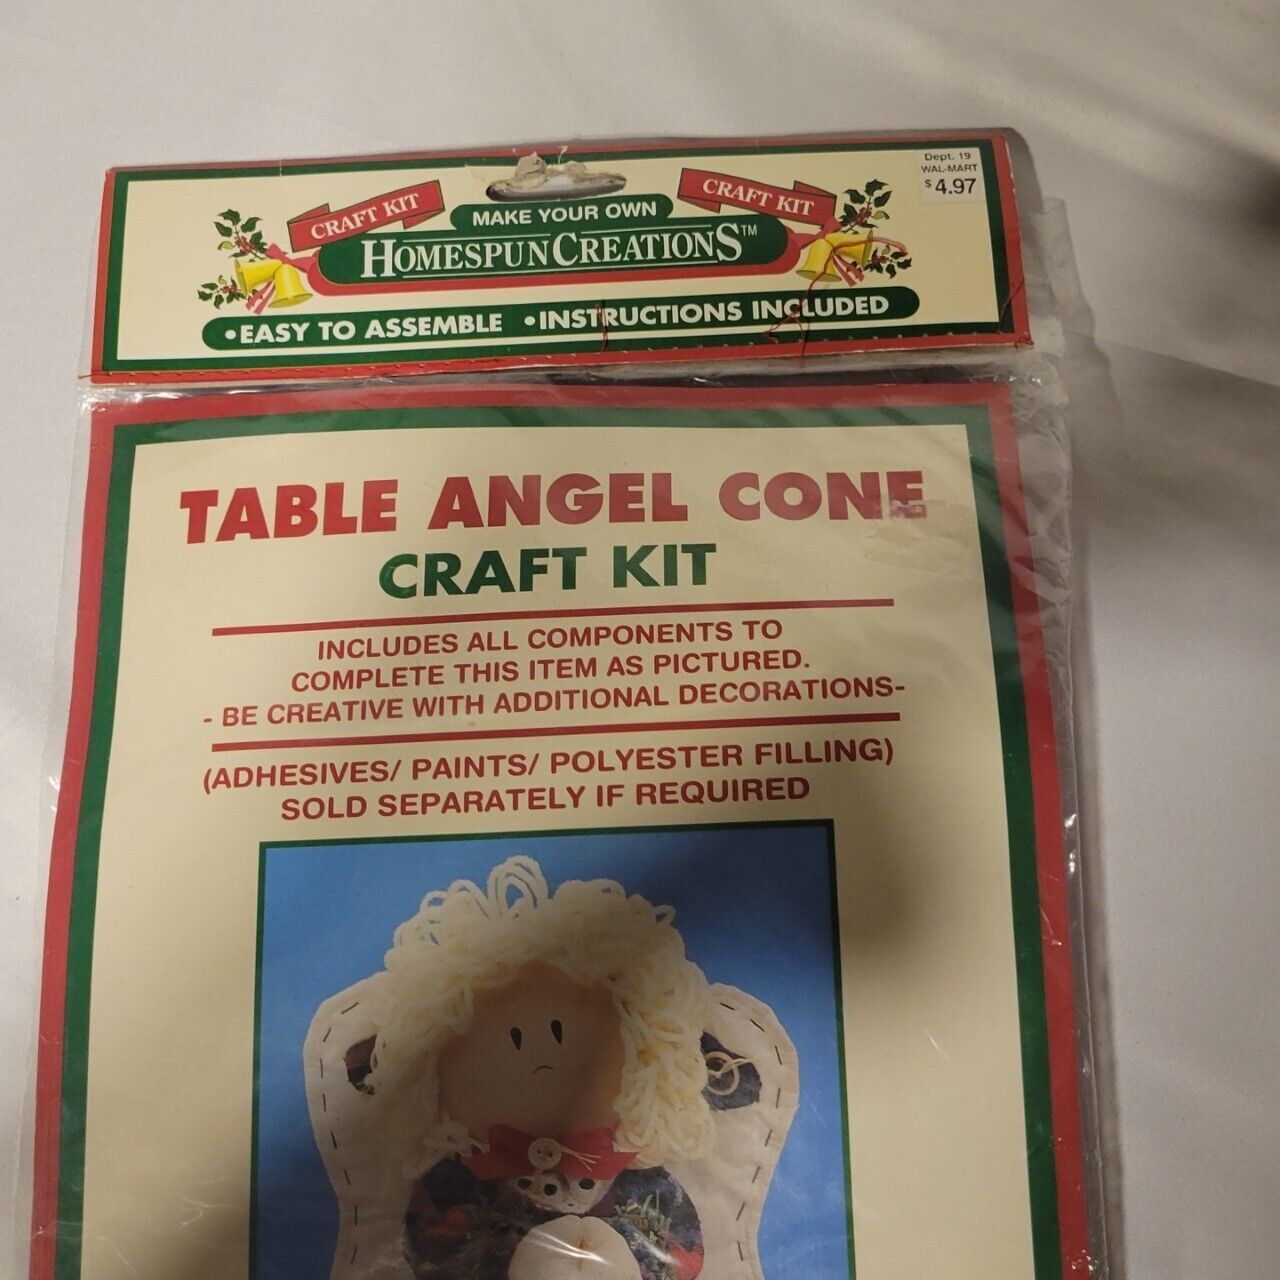 Dept. 19
WAL-MART
$4.97
CRAFT KIT
CRAFT KIT
MAKE YOUR OWN
HOMESPUNCREATIONS™
•EASY TO ASSEMBLE •INSTRUCTIONS INCLUDED
TABLE ANGEL CONE
CRAFT KIT
INCLUDES ALL COMPONENTS TO
COMPLETE THIS ITEM AS PICTURED.
- BE CREATIVE WITH ADDITIONAL DECORATIONS-
(ADHESIVES/ PAINTS/ POLYESTER FILLING)
SOLD SEPARATELY IF REQUIRED